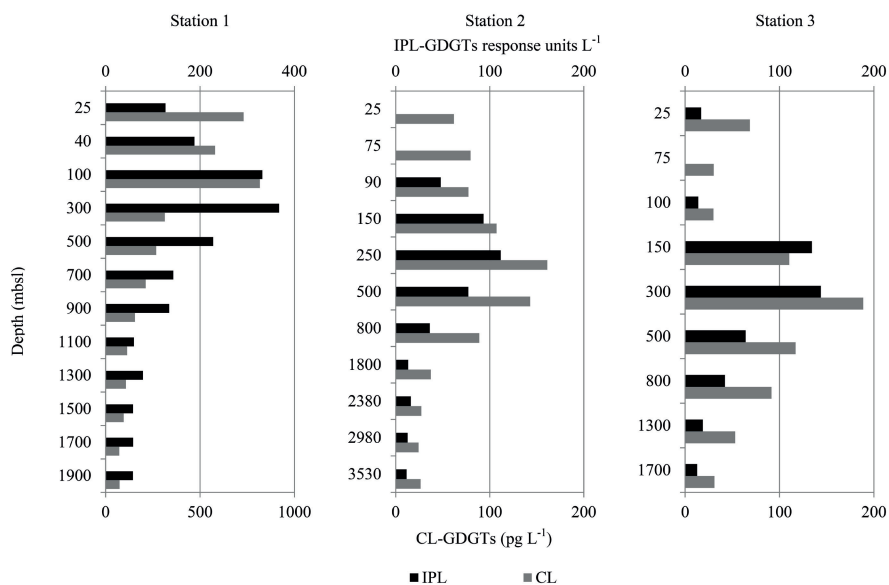 Station 1
Station 2
Station 3
IPL-GDGTs response units L⁻¹
0 200 400
0 100 200
0 100 200
Depth (mbsl)
25
40
100
300
500
700
900
1100
1300
1500
1700
1900
25
75
90
150
250
500
800
1800
2380
2980
3530
25
75
100
150
300
500
800
1300
1700
0 500 1000
0 100 200
0 100 200
CL-GDGTs (pg L⁻¹)
IPL CL